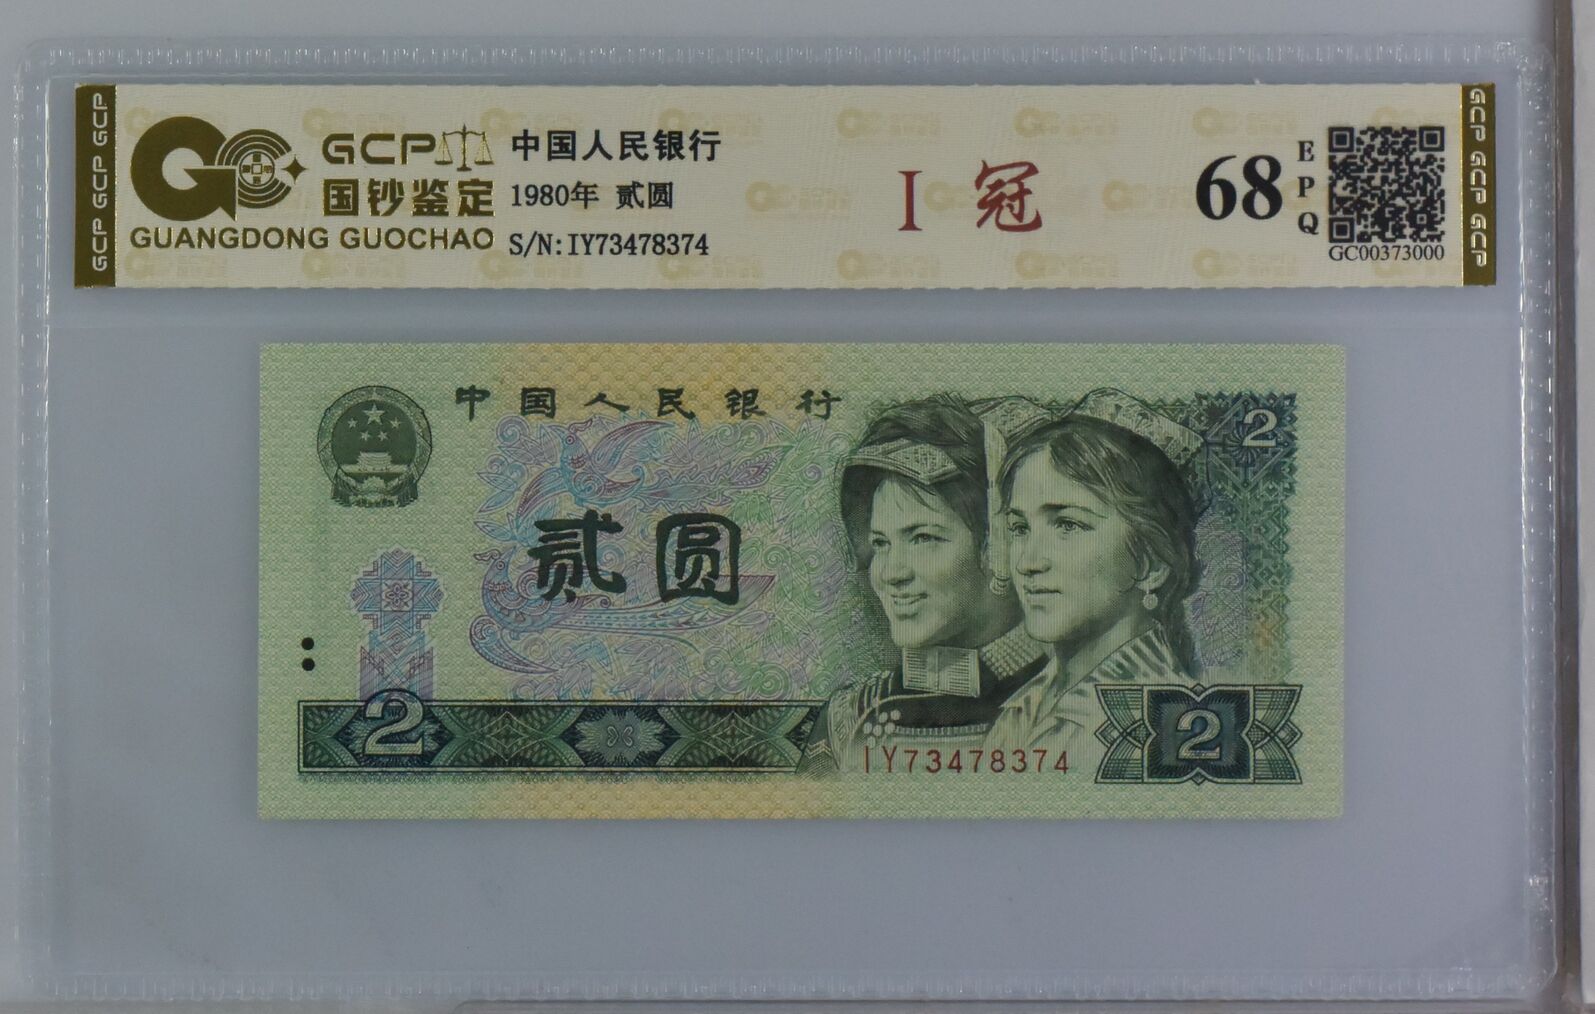 GCP GCP GCP
GCP
国钞鉴定
GUANGDONG GUOCHAO
中国人民银行
1980年 贰圆
S/N:IY73478374
I 冠
68
EPQ
GC00373000
GCP GCP GCP
中国人民银行
2
贰圆
2
IY73478374
2